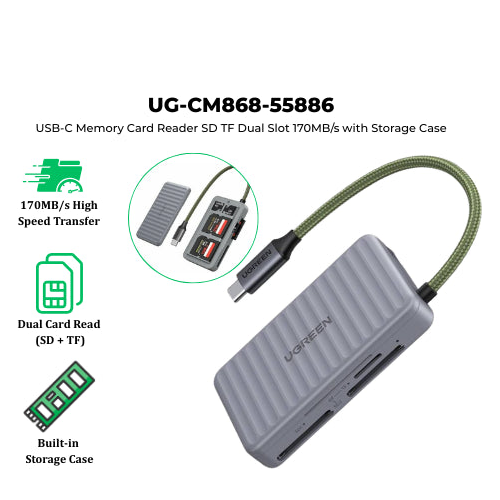 UG-CM868-55886
USB-C Memory Card Reader SD TF Dual Slot 170MB/s with Storage Case
170MB/s High
Speed Transfer
Dual Card Read
(SD + TF)
Built-in
Storage Case
UGREEN
UGREEN